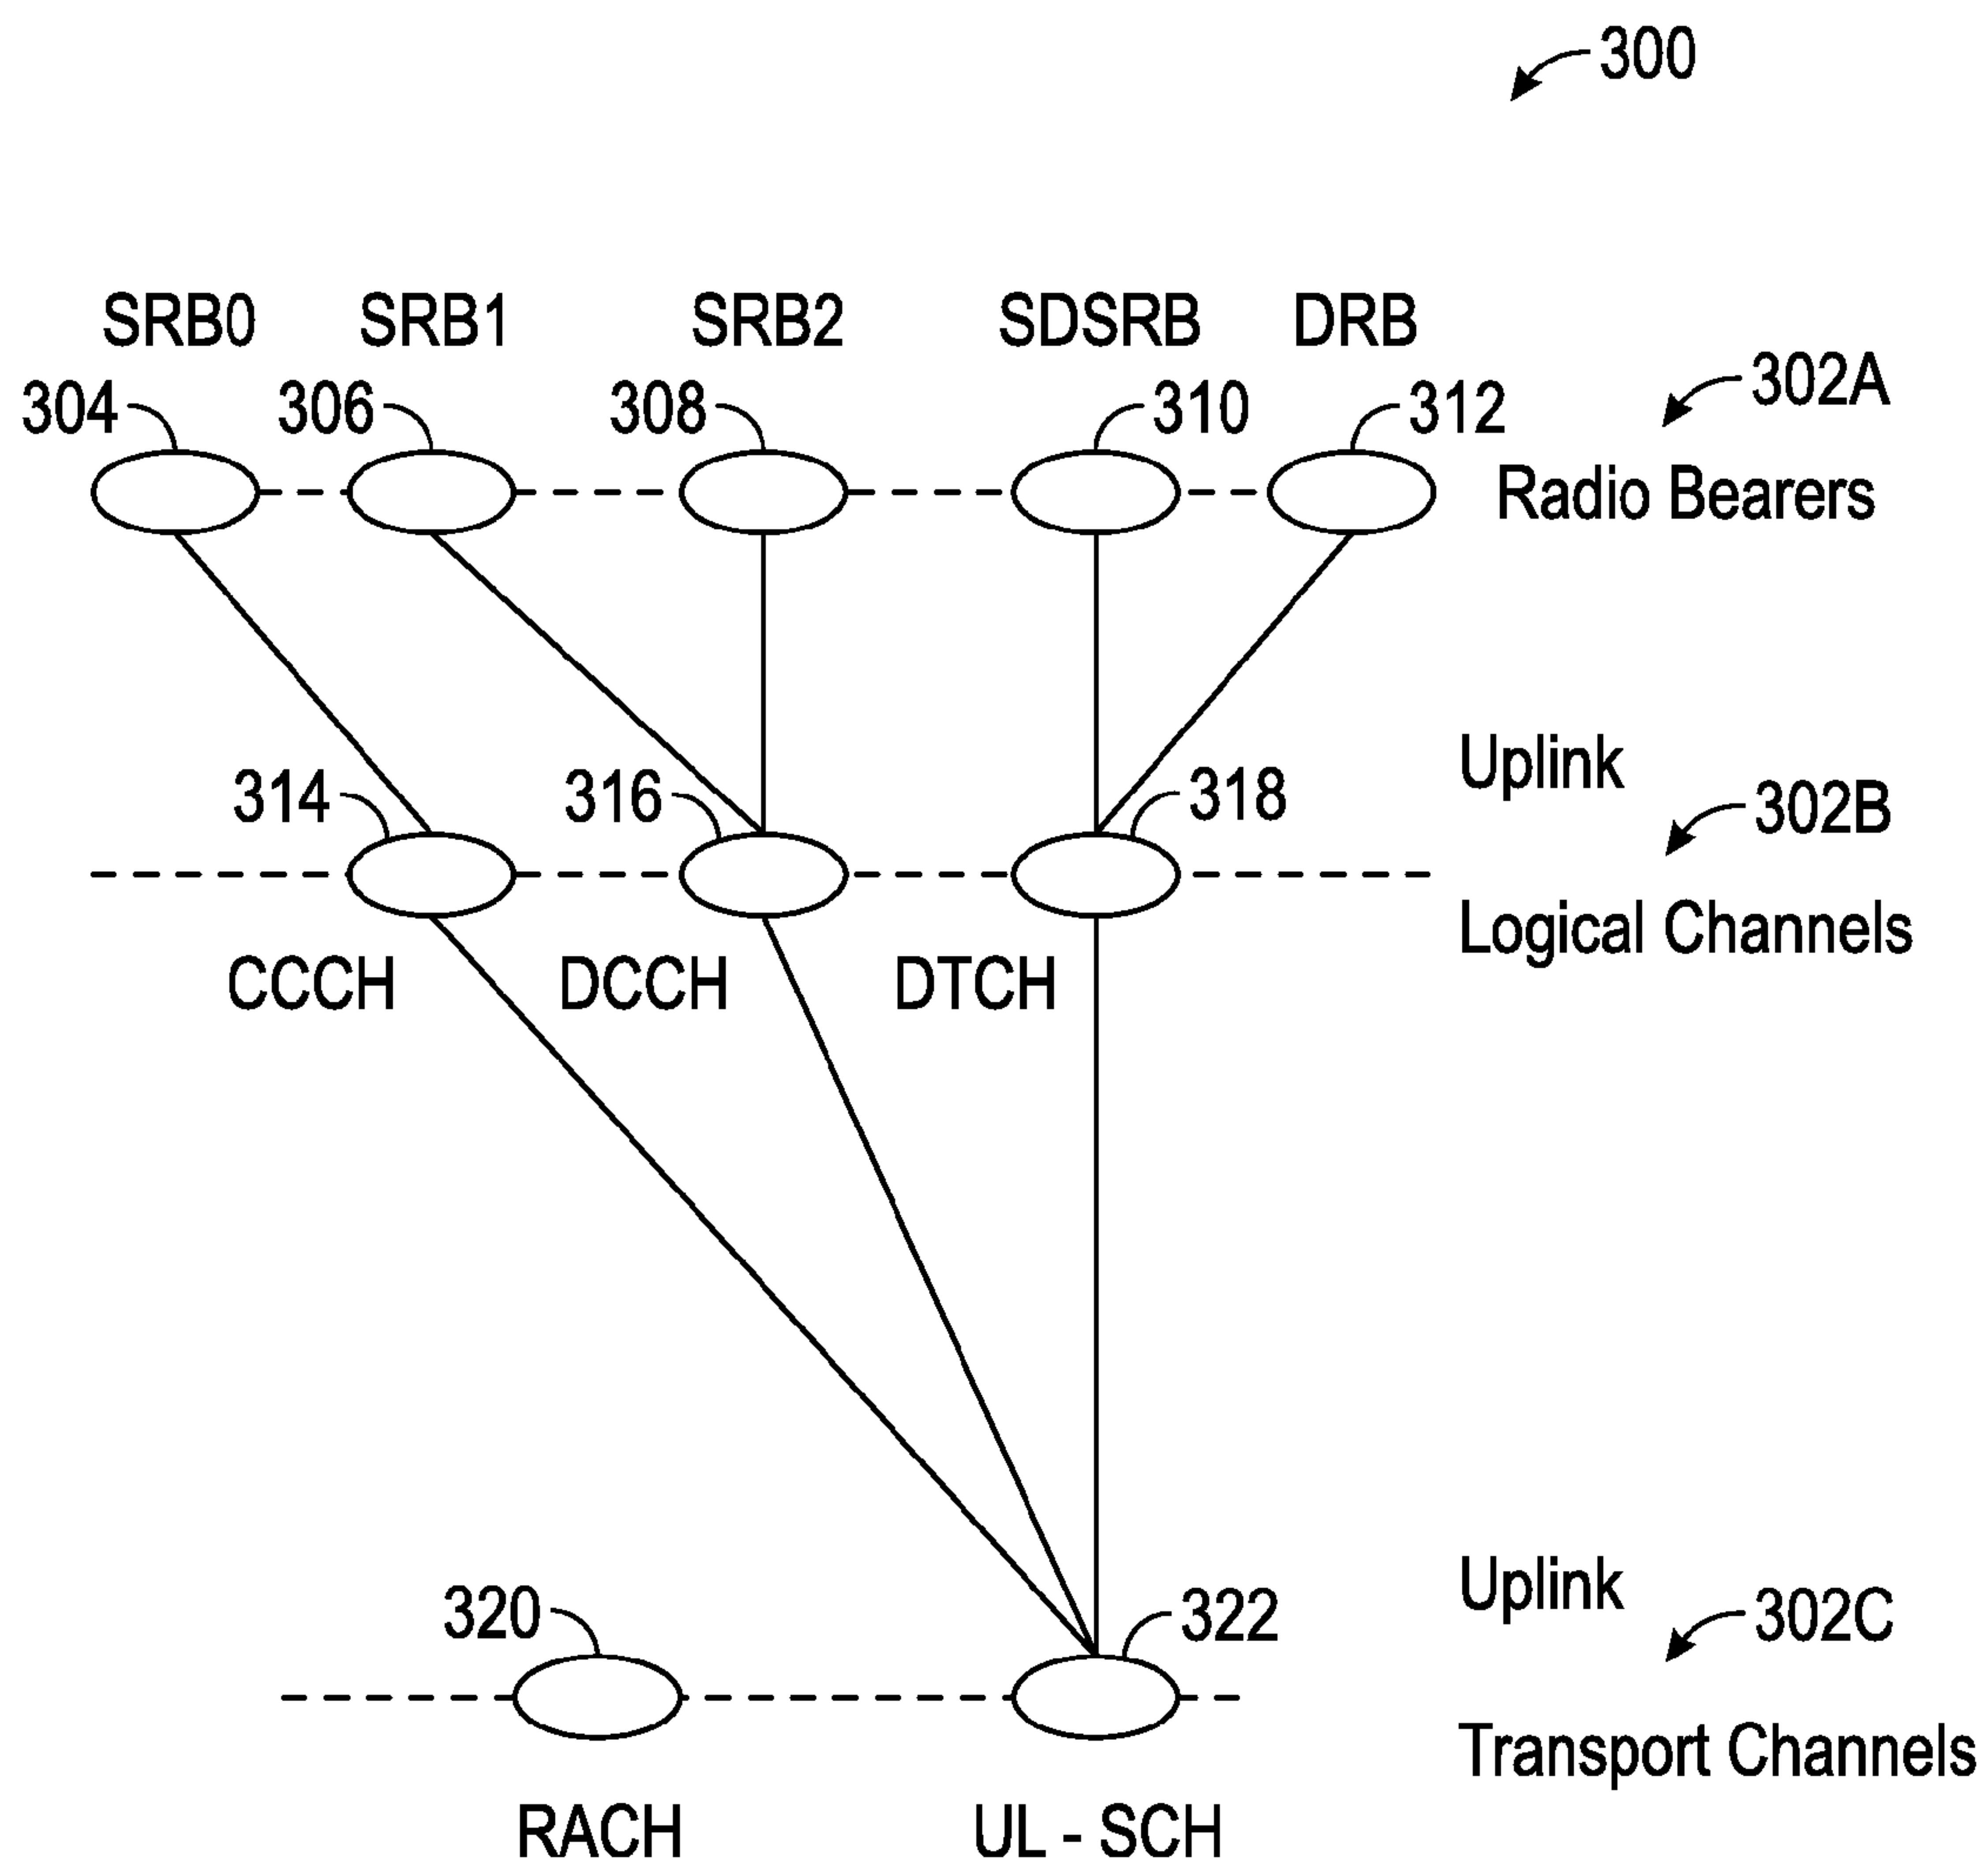 300
SRB0 SRB1 SRB2 SDSRB DRB
304 306 308 310 312 302A
Radio Bearers
Uplink
314 316 318 302B
Logical Channels
CCCH DCCH DTCH
Uplink
320 322 302C
Transport Channels
RACH UL - SCH